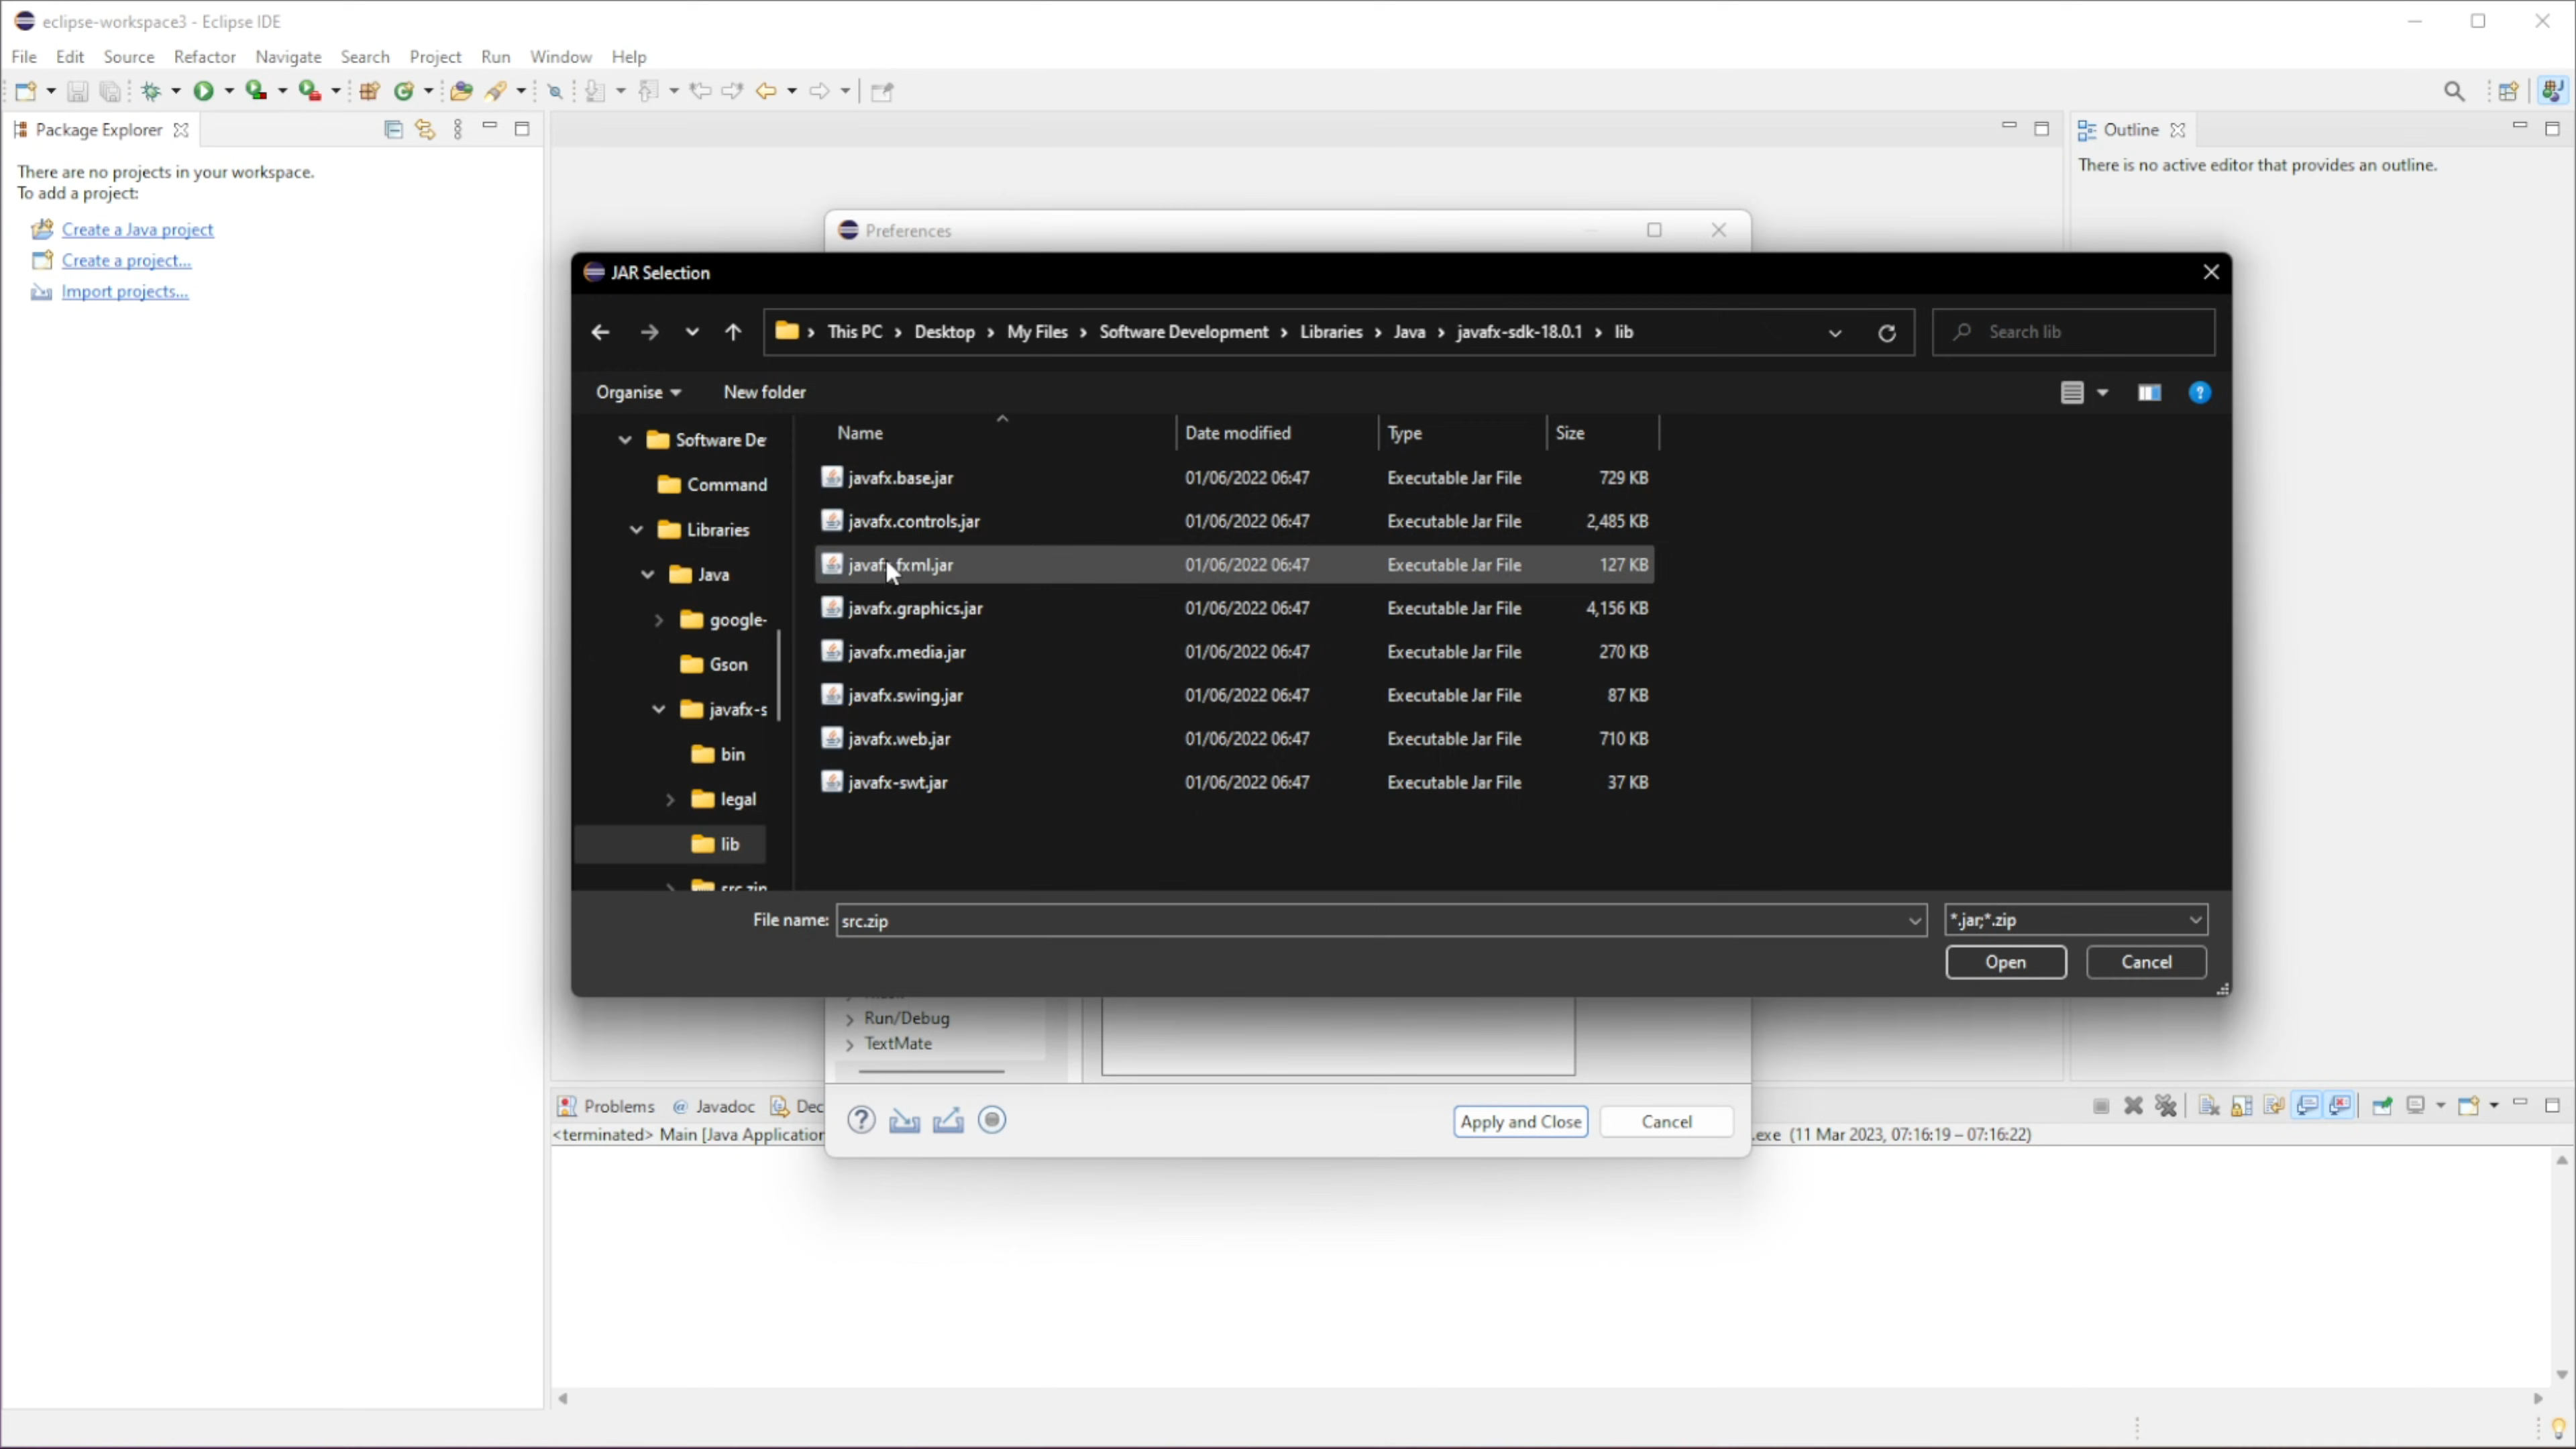 eclipse-workspace3 - Eclipse IDE
File Edit Source Refactor Navigate Search Project Run Window Help
Package Explorer
There are no projects in your workspace.
To add a project:
Create a Java project
Create a project...
Import projects...
Outline
There is no active editor that provides an outline.
Preferences
JAR Selection
This PC › Desktop › My Files › Software Development › Libraries › Java › javafx-sdk-18.0.1 › lib
Search lib
Organise New folder
Software De
Command
Libraries
Java
google-
Gson
javafx-s
bin
legal
lib
src.zip
Name Date modified Type Size
javafx.base.jar 01/06/2022 06:47 Executable Jar File 729 KB
javafx.controls.jar 01/06/2022 06:47 Executable Jar File 2,485 KB
javafx.fxml.jar 01/06/2022 06:47 Executable Jar File 127 KB
javafx.graphics.jar 01/06/2022 06:47 Executable Jar File 4,156 KB
javafx.media.jar 01/06/2022 06:47 Executable Jar File 270 KB
javafx.swing.jar 01/06/2022 06:47 Executable Jar File 87 KB
javafx.web.jar 01/06/2022 06:47 Executable Jar File 710 KB
javafx-swt.jar 01/06/2022 06:47 Executable Jar File 37 KB
File name: src.zip
*.jar;*.zip
Open Cancel
Run/Debug
TextMate
Apply and Close Cancel
Problems @ Javadoc Dec
<terminated> Main [Java Application
.exe (11 Mar 2023, 07:16:19 – 07:16:22)